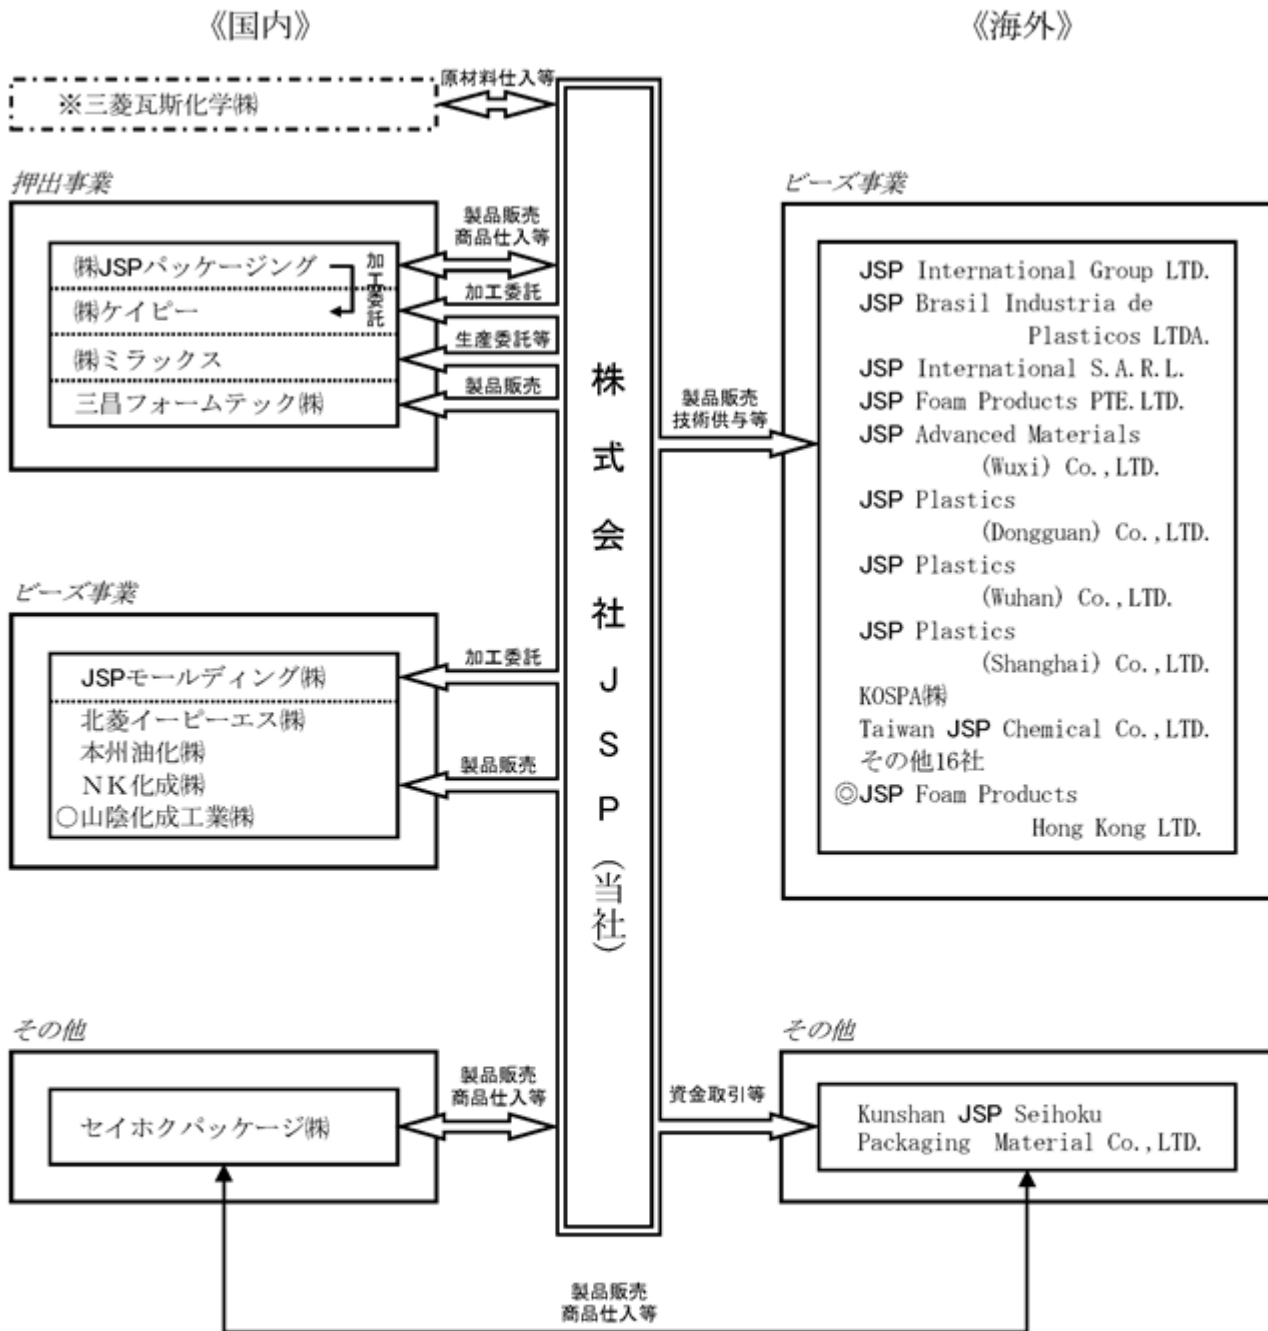 《国内》
《海外》
原材料仕入等
※三菱瓦斯化学㈱
押出事業
製品販売
商品仕入等
㈱JSPパッケージング
加工委託
㈱ケイピー
加工委託
㈱ミラックス
生産委託等
三昌フォームテック㈱
製品販売
ビーズ事業
JSPモールディング㈱
加工委託
北菱イーピーエス㈱
本州油化㈱
NK化成㈱
○山陰化成工業㈱
製品販売
その他
セイホクパッケージ㈱
製品販売
商品仕入等
株式会社JSP(当社)
ビーズ事業
製品販売
技術供与等
JSP International Group LTD.
JSP Brasil Industria de
Plasticos LTDA.
JSP International S.A.R.L.
JSP Foam Products PTE.LTD.
JSP Advanced Materials
(Wuxi) Co.,LTD.
JSP Plastics
(Dongguan) Co.,LTD.
JSP Plastics
(Wuhan) Co.,LTD.
JSP Plastics
(Shanghai) Co.,LTD.
KOSPA㈱
Taiwan JSP Chemical Co.,LTD.
その他16社
◎JSP Foam Products
Hong Kong LTD.
その他
資金取引等
Kunshan JSP Seihoku
Packaging Material Co.,LTD.
製品販売
商品仕入等